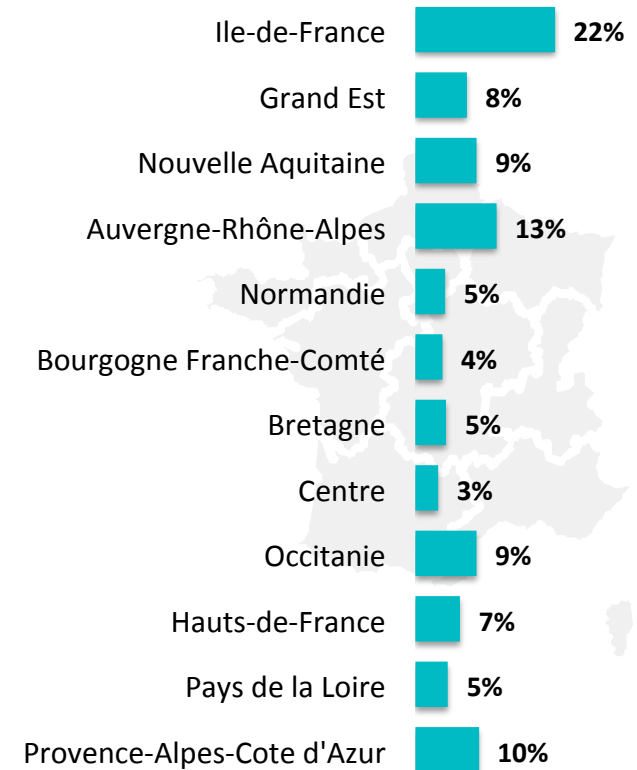 Ile-de-France 22%
Grand Est 8%
Nouvelle Aquitaine 9%
Auvergne-Rhône-Alpes 13%
Normandie 5%
Bourgogne Franche-Comté 4%
Bretagne 5%
Centre 3%
Occitanie 9%
Hauts-de-France 7%
Pays de la Loire 5%
Provence-Alpes-Cote d'Azur 10%